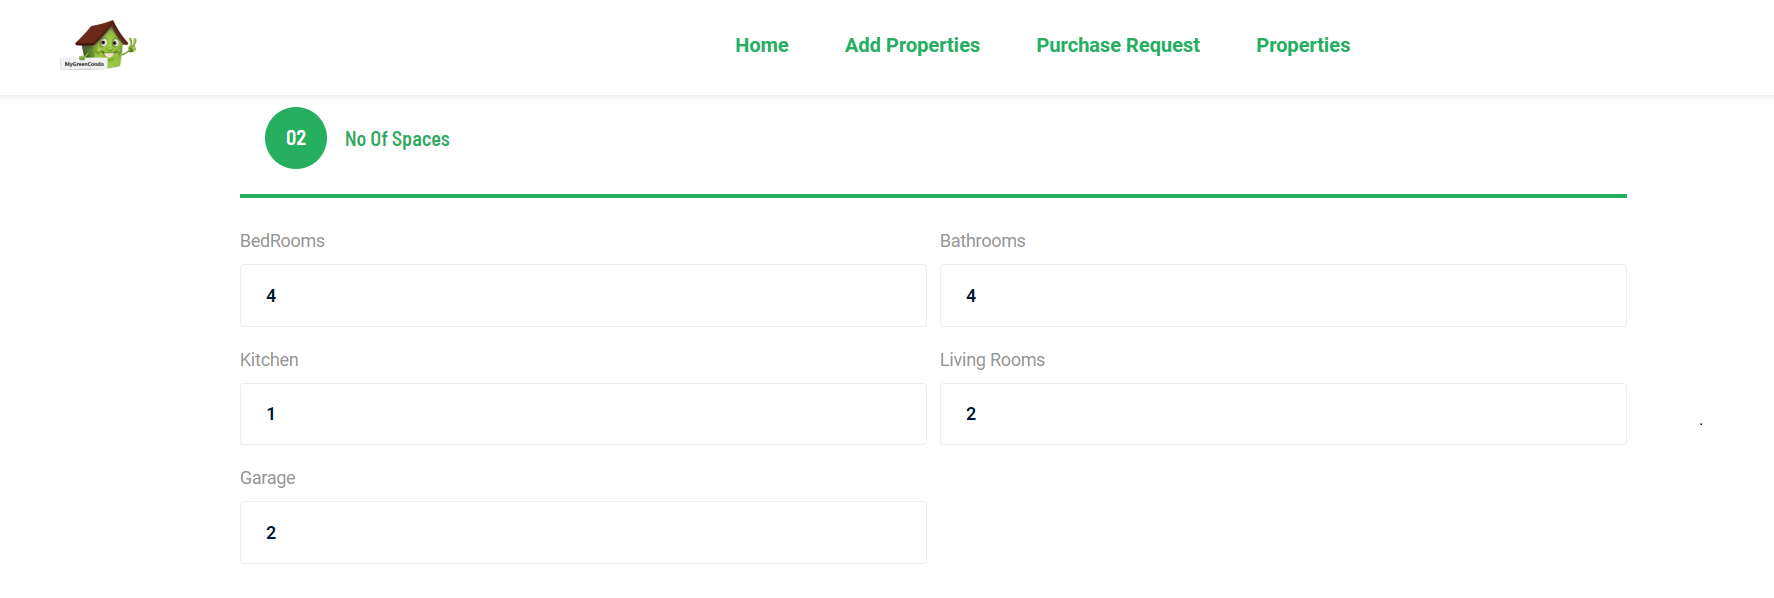 MyGreenCondo
Home Add Properties Purchase Request Properties
02 No Of Spaces
BedRooms Bathrooms
4 4
Kitchen Living Rooms
1 2
Garage
2